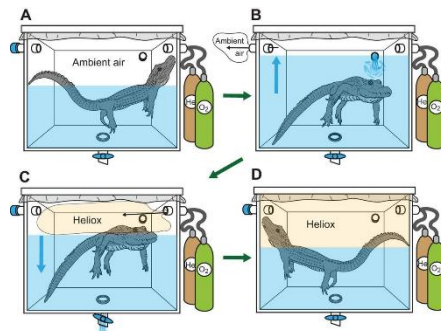 A
Ambient air
He
O2
B
Ambient
air
He
O2
C
Heliox
He
O2
D
Heliox
He
O2